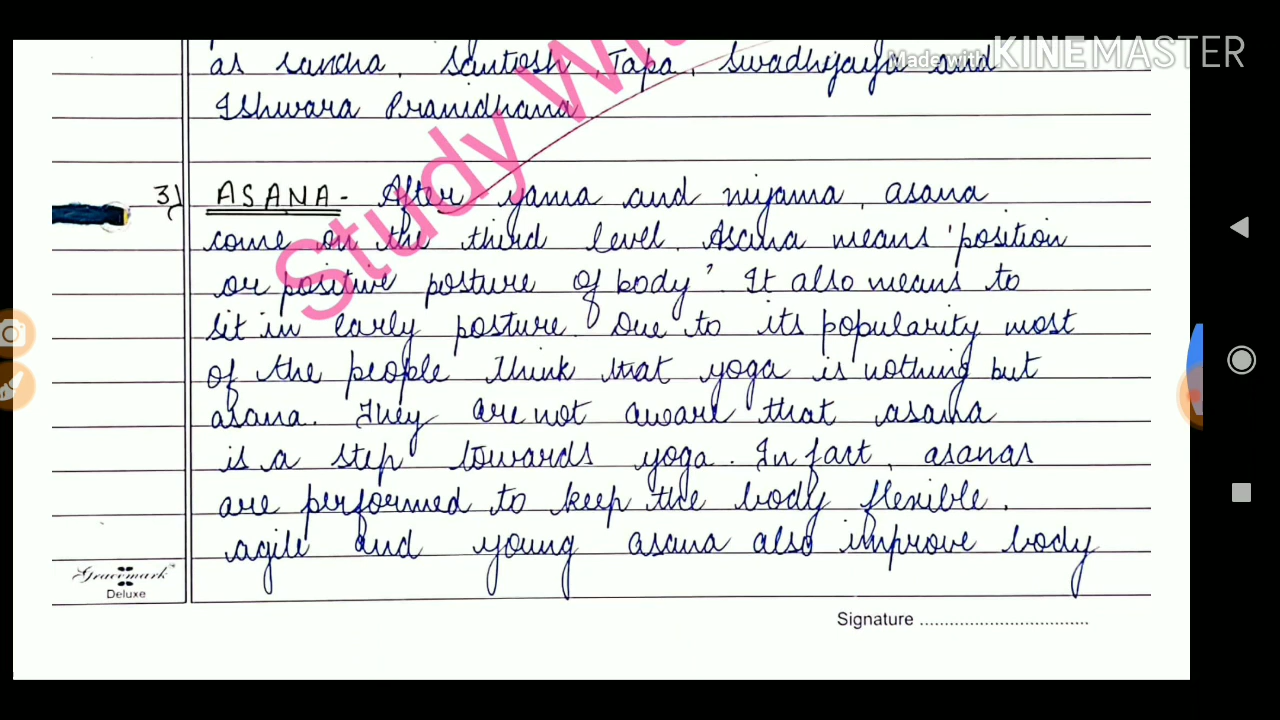 as saucha, Santosh, Tapa, Swadhyaya and
Made with KINEMASTER
Ishwara Pranidhana
Study Wi
3) ASANA - After yama and niyama, asana
come on the third level. Asana means 'position
or positive posture of body'. It also means to
sit in early posture. Due to its popularity most
of the people think that yoga is nothing but
asana. They are not aware that asana
is a step towards yoga. In fact, asanas
are performed to keep the body flexible,
agile and young asana also improve body
Gracemark
Deluxe
Signature ..................................